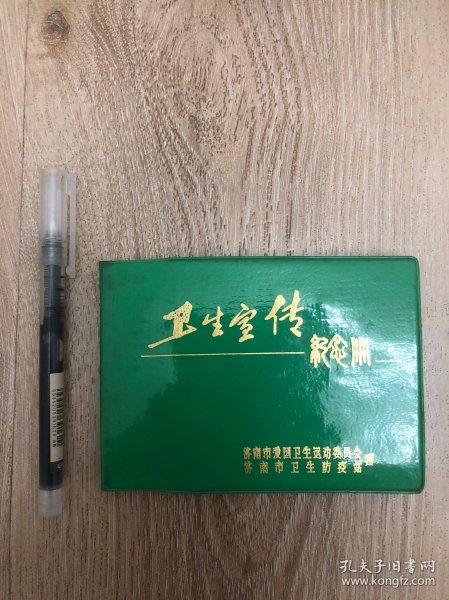 卫生宣传
纪念册
济南市爱国卫生运动委员会
济南市卫生防疫站
赠
孔夫子旧书网
www.kongfz.com